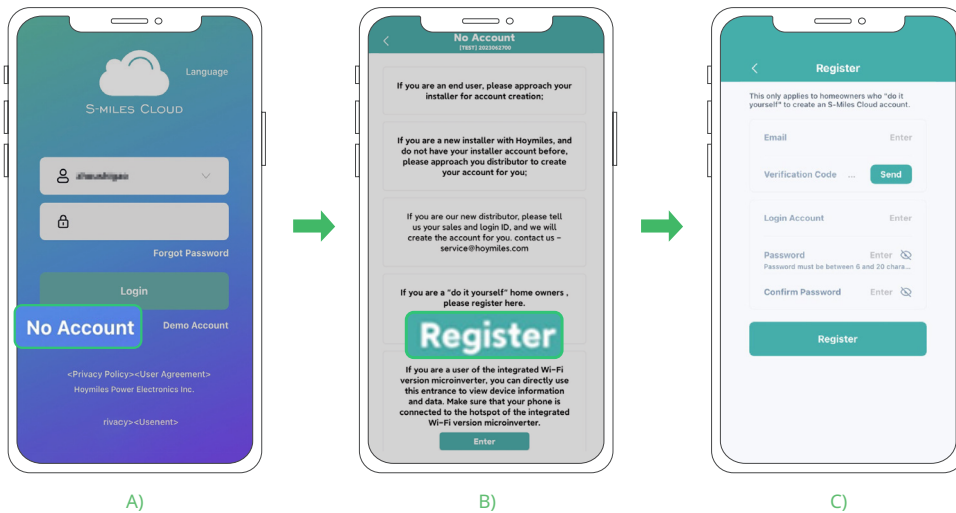 Language
S-MILES CLOUD
Forgot Password
Login
No Account
Demo Account
<Privacy Policy><User Agreement>
Hoymiles Power Electronics Inc.
rivacy><Usenent>
A)
No Account
[TEST] 2023062700
If you are an end user, please approach your
installer for account creation;
If you are a new installer with Hoymiles, and
do not have your installer account before,
please approach you distributor to create
your account for you;
If you are our new distributor, please tell
us your sales and login ID, and we will
create the account for you. contact us –
service@hoymiles.com
If you are a "do it yourself" home owners ,
please register here.
Register
If you are a user of the integrated Wi-Fi
version microinverter, you can directly use
this entrance to view device information
and data. Make sure that your phone is
connected to the hotspot of the integrated
Wi-Fi version microinverter.
Enter
B)
Register
This only applies to homeowners who "do it
yourself" to create an S-Miles Cloud account.
Email Enter
Verification Code ... Send
Login Account Enter
Password Enter
Password must be between 6 and 20 chara...
Confirm Password Enter
Register
C)